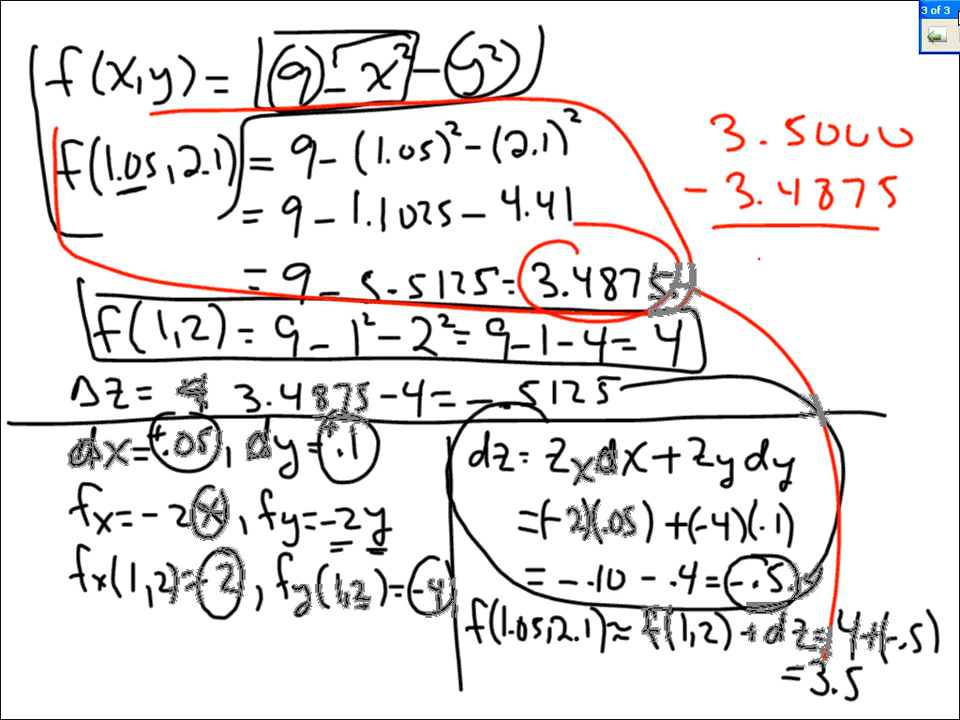 3 of 3
f(x,y) = 9 - x² - y²
f(1.05, 2.1) = 9 - (1.05)² - (2.1)²
= 9 - 1.1025 - 4.41
= 9 - 5.5125 = 3.4875
3.5000
- 3.4875
f(1,2) = 9 - 1² - 2² = 9 - 1 - 4 = 4
Δz = 3.4875 - 4 = -.5125
dx = +.05, dy = +.1
fx = -2x, fy = -2y
fx(1,2) = -2, fy(1,2) = -4
dz = zx dx + zy dy
= (-2)(.05) + (-4)(.1)
= -.10 - .4 = -.5
f(1.05, 2.1) ≈ f(1,2) + dz = 4 + (-.5)
= 3.5